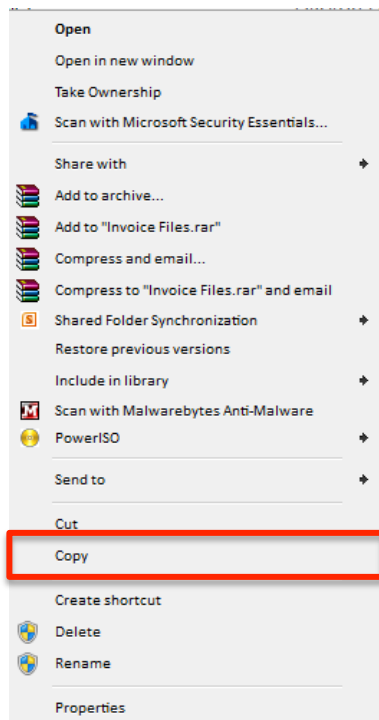 Open
Open in new window
Take Ownership
Scan with Microsoft Security Essentials...
Share with
Add to archive...
Add to "Invoice Files.rar"
Compress and email...
Compress to "Invoice Files.rar" and email
Shared Folder Synchronization
Restore previous versions
Include in library
Scan with Malwarebytes Anti-Malware
PowerISO
Send to
Cut
Copy
Create shortcut
Delete
Rename
Properties